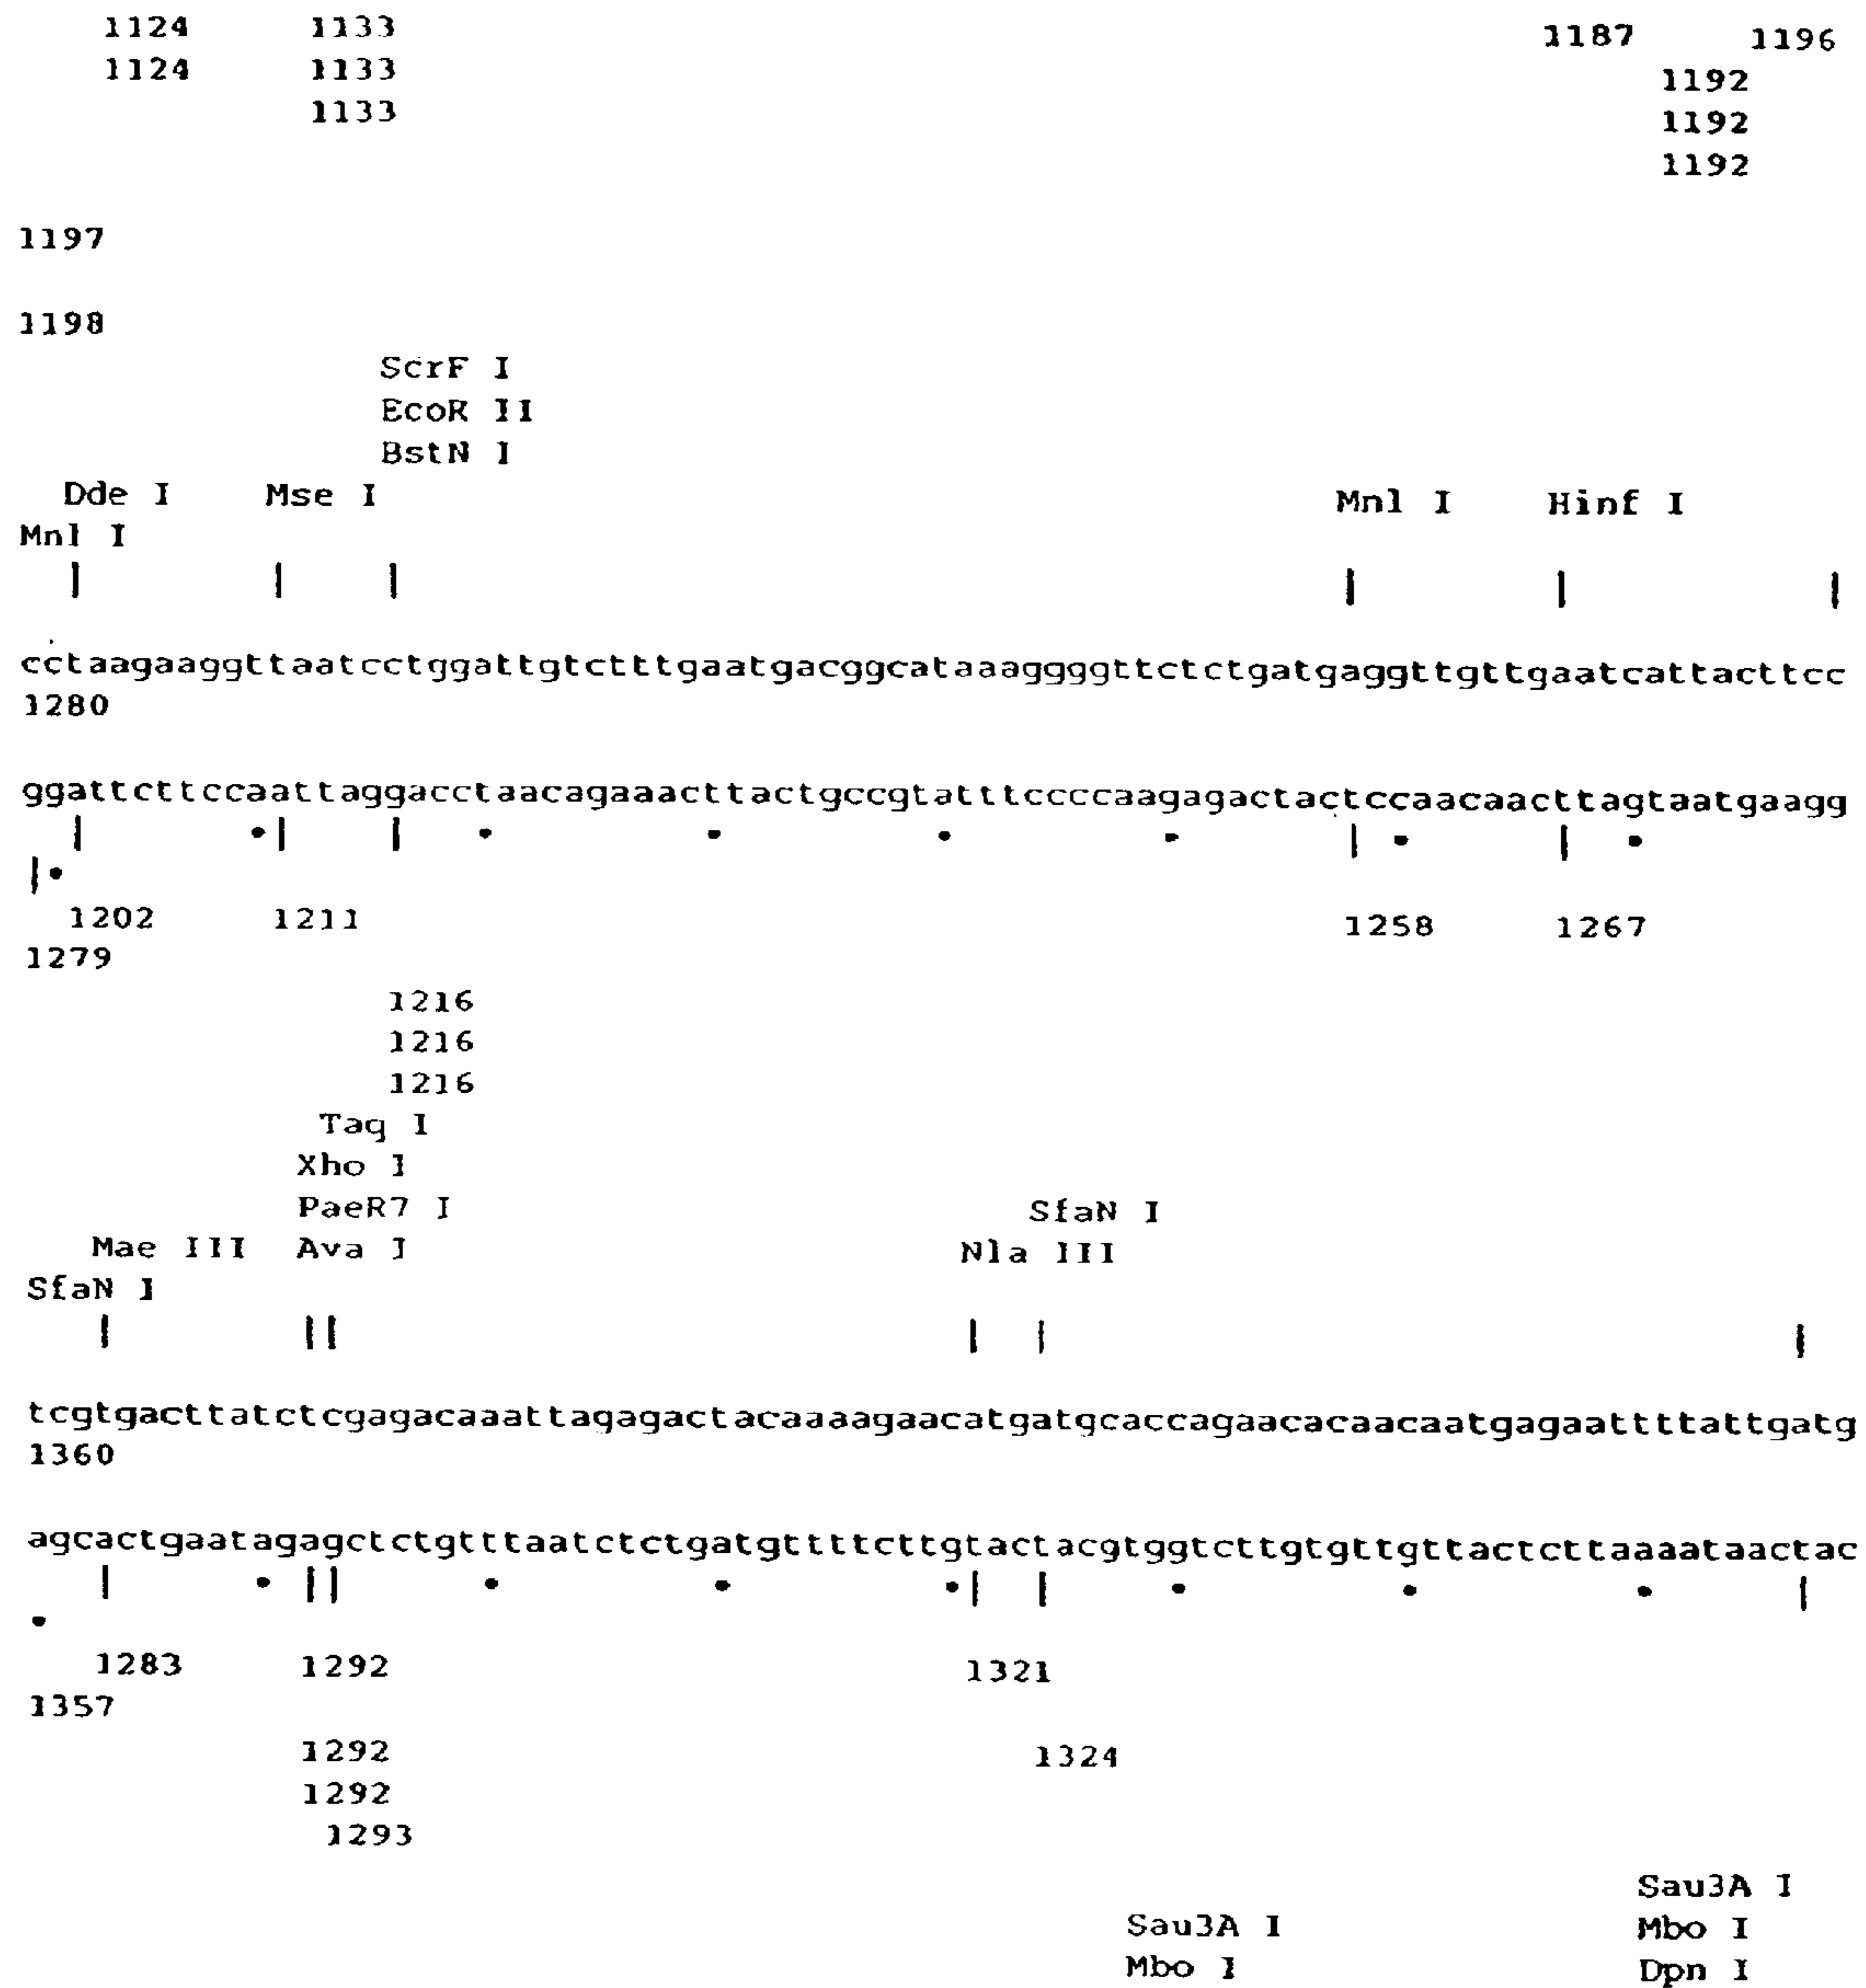 1124 1133 1187 1196
1124 1133 1192
1133 1192
1192
1197
1198
ScrF I
EcoR II
BstN I
Dde I Mse I Mnl I Hinf I
Mnl I
cctaagaaggttaatcctggattgtctttgaatgacggcataaaggggttctctgatgaggttgttgaatcattacttcc
1280
ggattcttccaattaggacctaacagaaacttactgccgtatttccccaagagactactccaacaacttagtaatgaagg
1202 1211 1258 1267
1279
1216
1216
1216
Taq I
Xho I
PaeR7 I SfaN I
Mae III Ava I Nla III
SfaN I
tcgtgacttatctcgagacaaattagagactacaaaagaacatgatgcaccagaacacaacaatgagaattttattgatg
1360
agcactgaatagagctctgtttaatctctgatgttttcttgtactacgtggtcttgtgttgttactcttaaaataactac
1283 1292 1321
1357
1292 1324
1292
1293
Sau3A I
Sau3A I Mbo I
Mbo I Dpn I